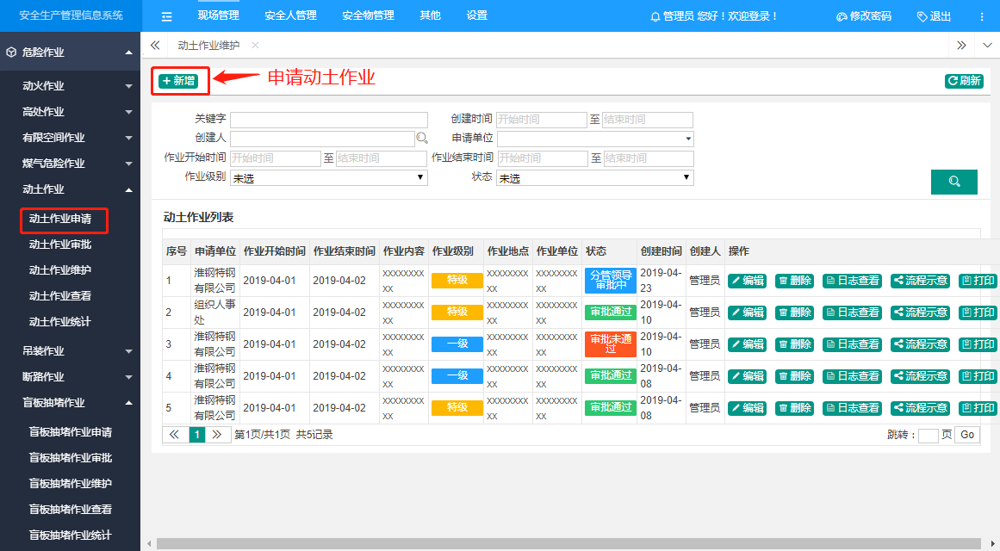 安全生产管理信息系统
现场管理 安全人管理 安全物管理 其他 设置
管理员 您好！欢迎登录！ 修改密码 退出
危险作业
动火作业
高处作业
有限空间作业
煤气危险作业
动土作业
动土作业申请
动土作业审批
动土作业维护
动土作业查看
动土作业统计
吊装作业
断路作业
盲板抽堵作业
盲板抽堵作业申请
盲板抽堵作业审批
盲板抽堵作业维护
盲板抽堵作业查看
盲板抽堵作业统计
动土作业维护
新增 申请动土作业 刷新
关键字 创建时间 开始时间 至 结束时间
创建人 申请单位
作业开始时间 开始时间 至 结束时间 作业结束时间 开始时间 至 结束时间
作业级别 未选 状态 未选
动土作业列表
序号 申请单位 作业开始时间 作业结束时间 作业内容 作业级别 作业地点 作业单位 状态 创建时间 创建人 操作
1 淮钢特钢有限公司 2019-04-01 2019-04-02 xxxxxxxxxx 特级 xxxxxxxxxx xxxxxxxxxx 分管领导审批中 2019-04-23 管理员 编辑 删除 日志查看 流程示意 打印
2 组织人事处 2019-04-01 2019-04-02 xxxxxxxxxx 特级 xxxxxxxxxx xxxxxxxxxx 审批通过 2019-04-10 管理员 编辑 删除 日志查看 流程示意 打印
3 淮钢特钢有限公司 2019-04-01 2019-04-02 xxxxxxxxxx 一级 xxxxxxxxxx xxxxxxxxxx 审批未通过 2019-04-10 管理员 编辑 删除 日志查看 流程示意 打印
4 淮钢特钢有限公司 2019-04-01 2019-04-02 xxxxxxxxxx 一级 xxxxxxxxxx xxxxxxxxxx 审批通过 2019-04-08 管理员 编辑 删除 日志查看 流程示意 打印
5 淮钢特钢有限公司 2019-04-01 2019-04-02 xxxxxxxxxx 特级 xxxxxxxxxx xxxxxxxxxx 审批通过 2019-04-08 管理员 编辑 删除 日志查看 流程示意 打印
1 第1页/共1页 共5记录 跳转： 页 Go